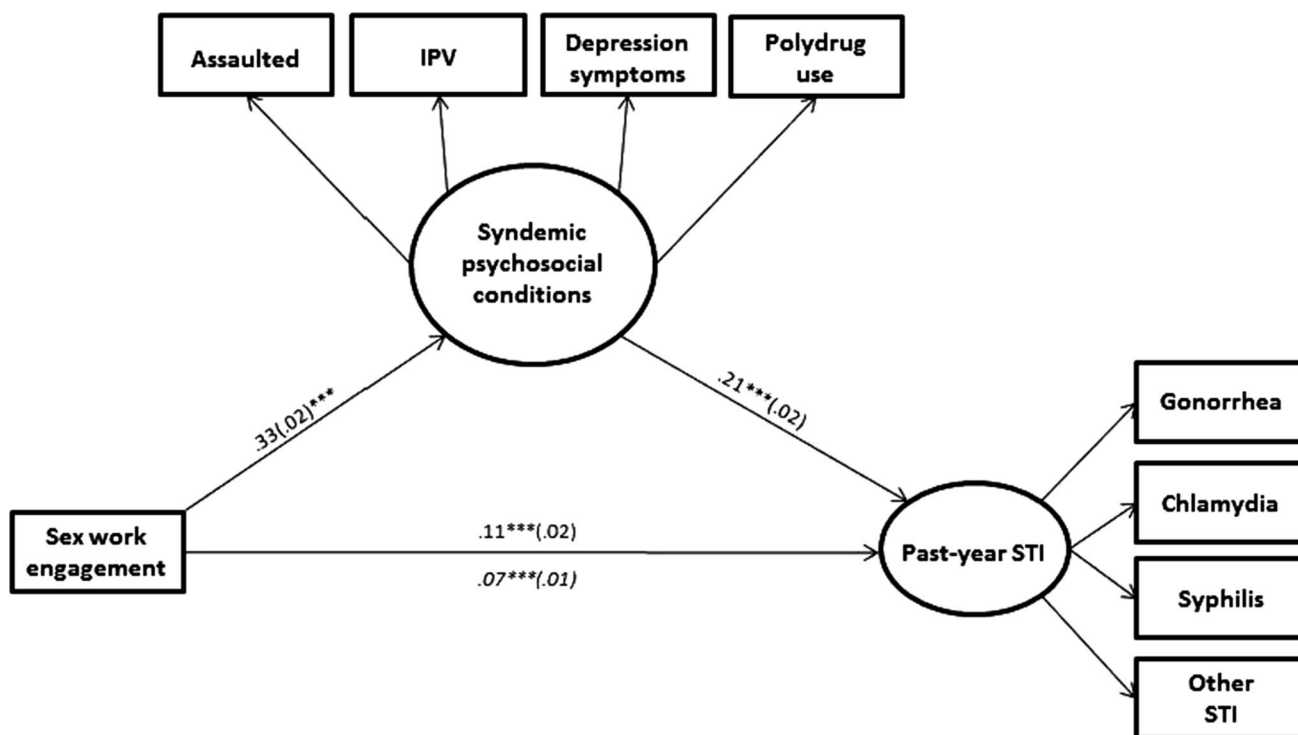 Assaulted
IPV
Depression
symptoms
Polydrug
use
Syndemic
psychosocial
conditions
.33(.02)***
.21***(.02)
Sex work
engagement
.11***(.02)
.07***(.01)
Past-year STI
Gonorrhea
Chlamydia
Syphilis
Other
STI